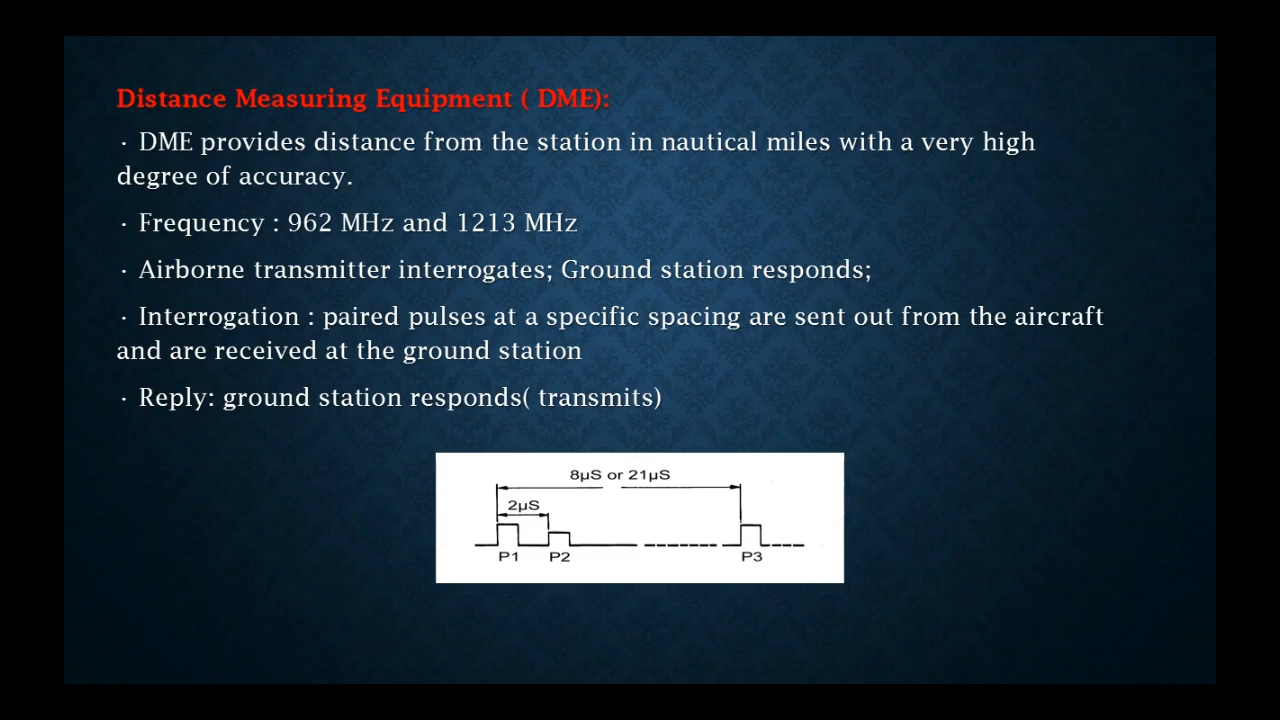 Distance Measuring Equipment ( DME):
· DME provides distance from the station in nautical miles with a very high
degree of accuracy.
· Frequency : 962 MHz and 1213 MHz
· Airborne transmitter interrogates; Ground station responds;
· Interrogation : paired pulses at a specific spacing are sent out from the aircraft
and are received at the ground station
· Reply: ground station responds( transmits)
8µS or 21µS
2µS
P1 P2 P3